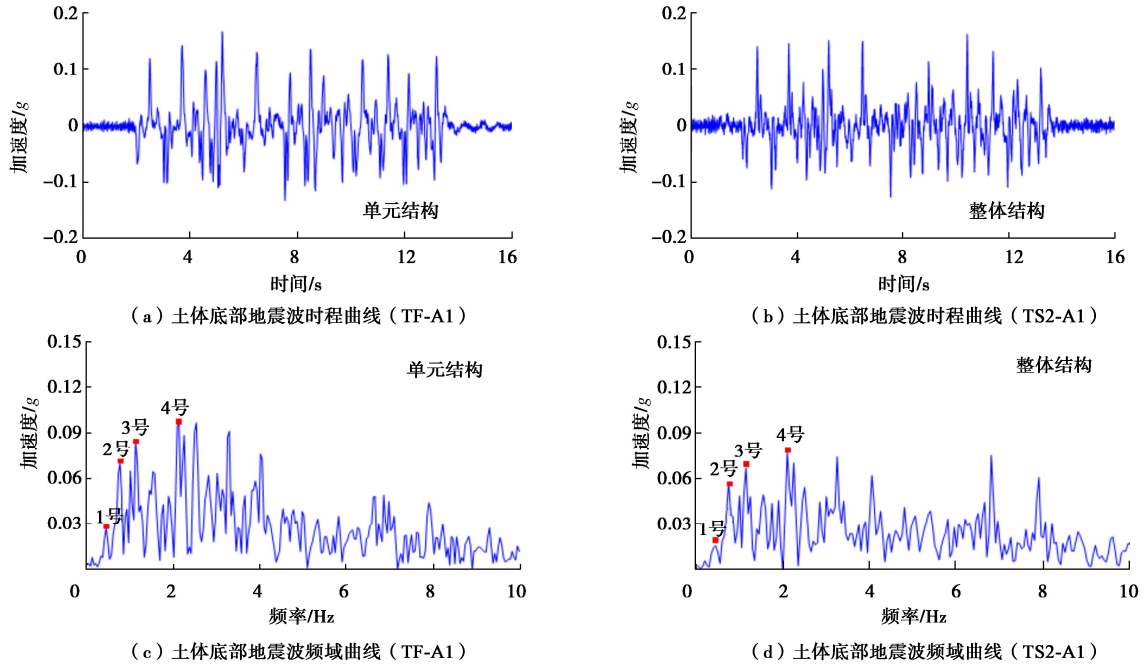 0.2
0.1
0
−0.1
−0.2
加速度/g
单元结构
0
4
8
12
16
时间/s
（a）土体底部地震波时程曲线（TF-A1）
0.2
0.1
0
−0.1
−0.2
加速度/g
整体结构
0
4
8
12
16
时间/s
（b）土体底部地震波时程曲线（TS2-A1）
0.15
0.12
0.09
0.06
0.03
加速度/g
单元结构
1号
2号
3号
4号
0
2
4
6
8
10
频率/Hz
（c）土体底部地震波频域曲线（TF-A1）
0.15
0.12
0.09
0.06
0.03
加速度/g
整体结构
1号
2号
3号
4号
0
2
4
6
8
10
频率/Hz
（d）土体底部地震波频域曲线（TS2-A1）